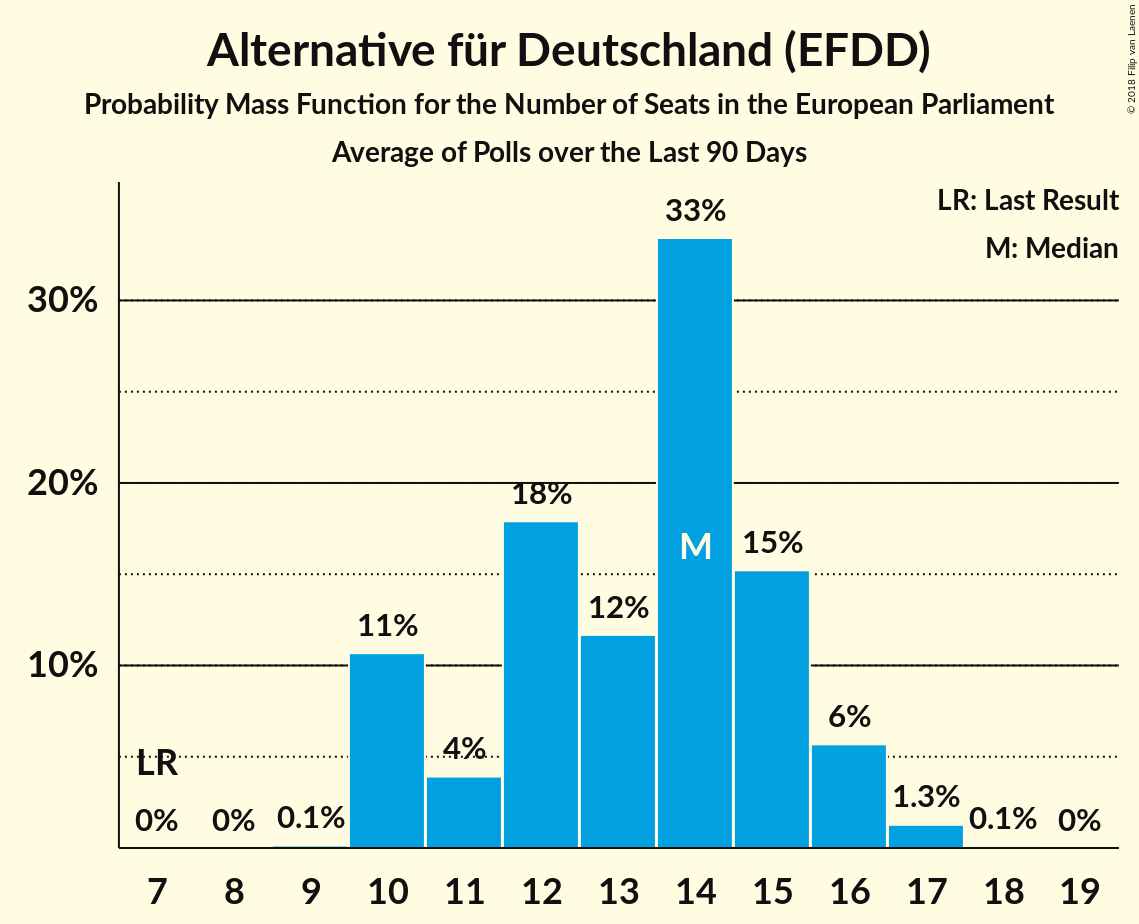 Alternative für Deutschland (EFDD)
Probability Mass Function for the Number of Seats in the European Parliament
Average of Polls over the Last 90 Days
© 2018 Filip van Laenen
LR: Last Result
M: Median
33%
30%
20%
18%
M
15%
12%
11%
10%
6%
4%
LR
1.3%
0%
0%
0.1%
0.1%
0%
7 8 9 10 11 12 13 14 15 16 17 18 19